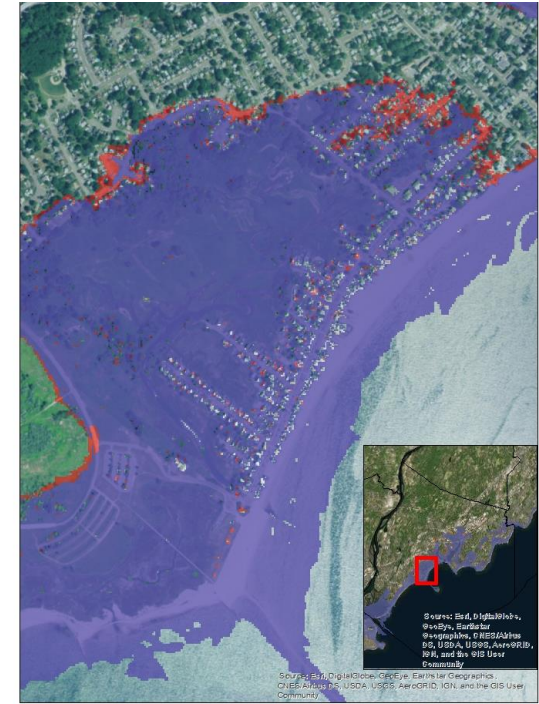 Source: Esri, DigitalGlobe,
GeoEye, Earthstar
Geographics, CNES/Airbus
DS, USDA, USGS, AeroGRID,
IGN, and the GIS User
Community
Source: Esri, DigitalGlobe, GeoEye, Earthstar Geographics,
CNES/Airbus DS, USDA, USGS, AeroGRID, IGN, and the GIS User
Community